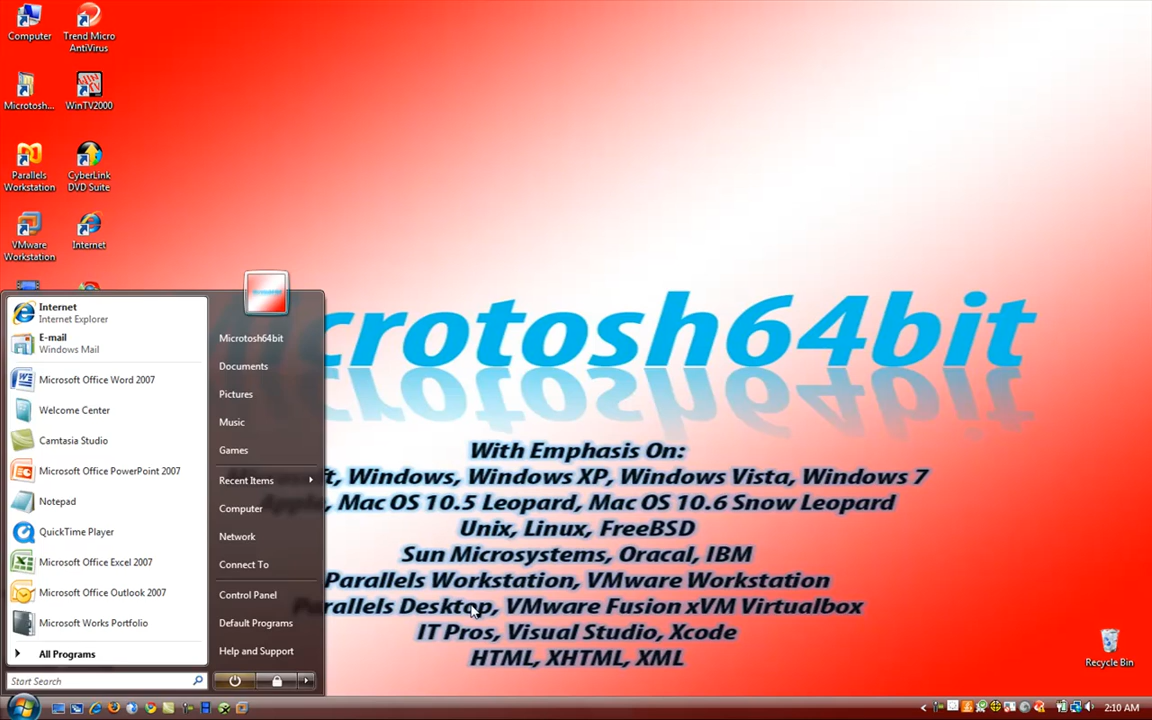 Computer
Trend Micro
AntiVirus
Microtosh...
WinTV2000
Parallels
Workstation
CyberLink
DVD Suite
VMware
Workstation
Internet
Internet
Internet Explorer
E-mail
Windows Mail
Microsoft Office Word 2007
Welcome Center
Camtasia Studio
Microsoft Office PowerPoint 2007
Notepad
QuickTime Player
Microsoft Office Excel 2007
Microsoft Office Outlook 2007
Microsoft Works Portfolio
All Programs
Start Search
Microtosh64bit
Documents
Pictures
Music
Games
Recent Items
Computer
Network
Connect To
Control Panel
Default Programs
Help and Support
crotosh64bit
With Emphasis On:
t, Windows, Windows XP, Windows Vista, Windows 7
, Mac OS 10.5 Leopard, Mac OS 10.6 Snow Leopard
Unix, Linux, FreeBSD
Sun Microsystems, Oracal, IBM
Parallels Workstation, VMware Workstation
Parallels Desktop, VMware Fusion xVM Virtualbox
IT Pros, Visual Studio, Xcode
HTML, XHTML, XML
Recycle Bin
2:10 AM